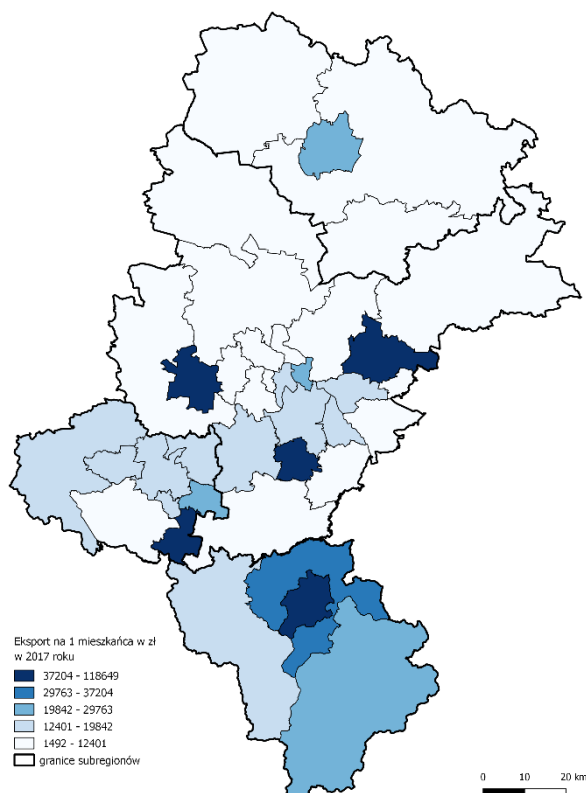 Eksport na 1 mieszkańca w zł
w 2017 roku
37204 - 118649
29763 - 37204
19842 - 29763
12401 - 19842
1492 - 12401
granice subregionów
0 10 20 km